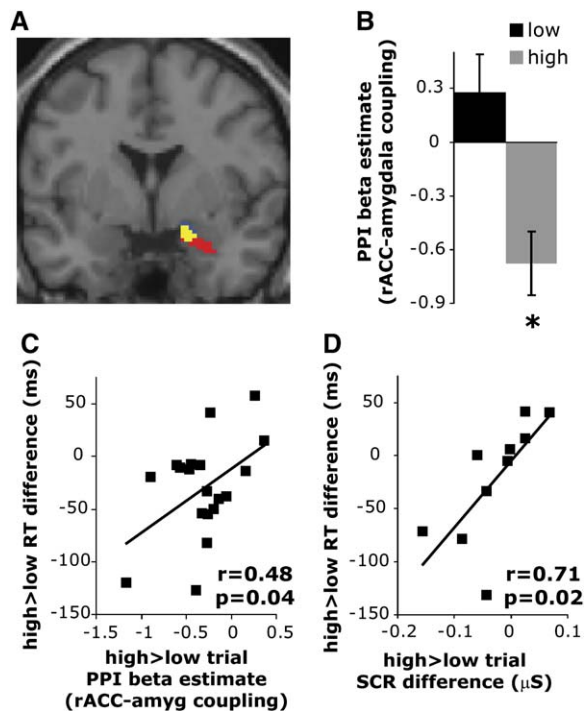 A
B
low
high
PPI beta estimate
(rACC-amygdala coupling)
0.3
0
-0.3
-0.6
-0.9
*
C
high>low RT difference (ms)
50
0
-50
-100
-150
r=0.48
p=0.04
-1.5
-1
-0.5
0
0.5
high>low trial
PPI beta estimate
(rACC-amyg coupling)
D
high>low RT difference (ms)
50
0
-50
-100
-150
r=0.71
p=0.02
-0.2
-0.1
0
0.1
high>low trial
SCR difference (μS)